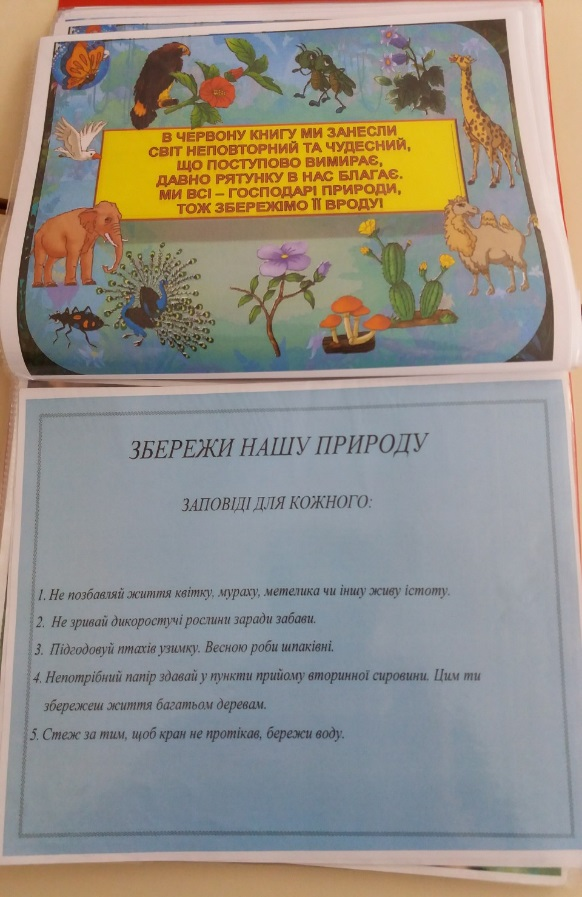 В ЧЕРВОНУ КНИГУ МИ ЗАНЕСЛИ
СВІТ НЕПОВТОРНИЙ ТА ЧУДЕСНИЙ,
ЩО ПОСТУПОВО ВИМИРАЄ,
ДАВНО РЯТУНКУ В НАС БЛАГАЄ.
МИ ВСІ – ГОСПОДАРІ ПРИРОДИ,
ТОЖ ЗБЕРЕЖІМО ЇЇ ВРОДУ!
ЗБЕРЕЖИ НАШУ ПРИРОДУ
ЗАПОВІДІ ДЛЯ КОЖНОГО:
1. Не позбавляй життя квітку, мураху, метелика чи іншу живу істоту.
2. Не зривай дикоростучі рослини заради забави.
3. Підгодовуй птахів узимку. Весною роби шпаківні.
4. Непотрібний папір здавай у пункти прийому вторинної сировини. Цим ти
збережеш життя багатьом деревам.
5. Стеж за тим, щоб кран не протікав, бережи воду.